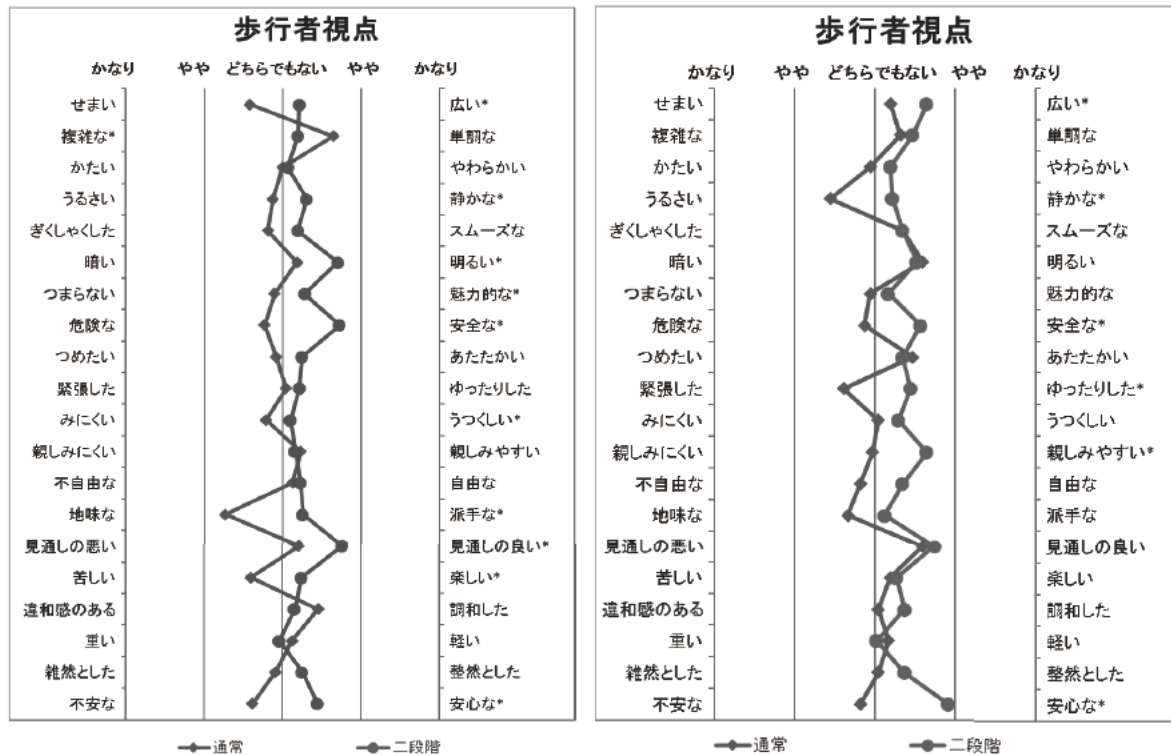 歩行者視点
かなり やや どちらでもない やや かなり
せまい 広い*
複雑な* 単調な
かたい やわらかい
うるさい 静かな*
ぎくしゃくした スムーズな
暗い 明るい*
つまらない 魅力的な*
危険な 安全な*
つめたい あたたかい
緊張した ゆったりした
みにくい うつくしい*
親しみにくい 親しみやすい
不自由な 自由な
地味な 派手な*
見通しの悪い 見通しの良い*
苦しい 楽しい*
違和感のある 調和した
重い 軽い
雑然とした 整然とした
不安な 安心な*
通常 二段階
歩行者視点
かなり やや どちらでもない やや かなり
せまい 広い*
複雑な 単調な
かたい やわらかい
うるさい 静かな*
ぎくしゃくした スムーズな
暗い 明るい
つまらない 魅力的な
危険な 安全な*
つめたい あたたかい
緊張した ゆったりした*
みにくい うつくしい
親しみにくい 親しみやすい*
不自由な 自由な
地味な 派手な
見通しの悪い 見通しの良い
苦しい 楽しい
違和感のある 調和した
重い 軽い
雑然とした 整然とした
不安な 安心な*
通常 二段階